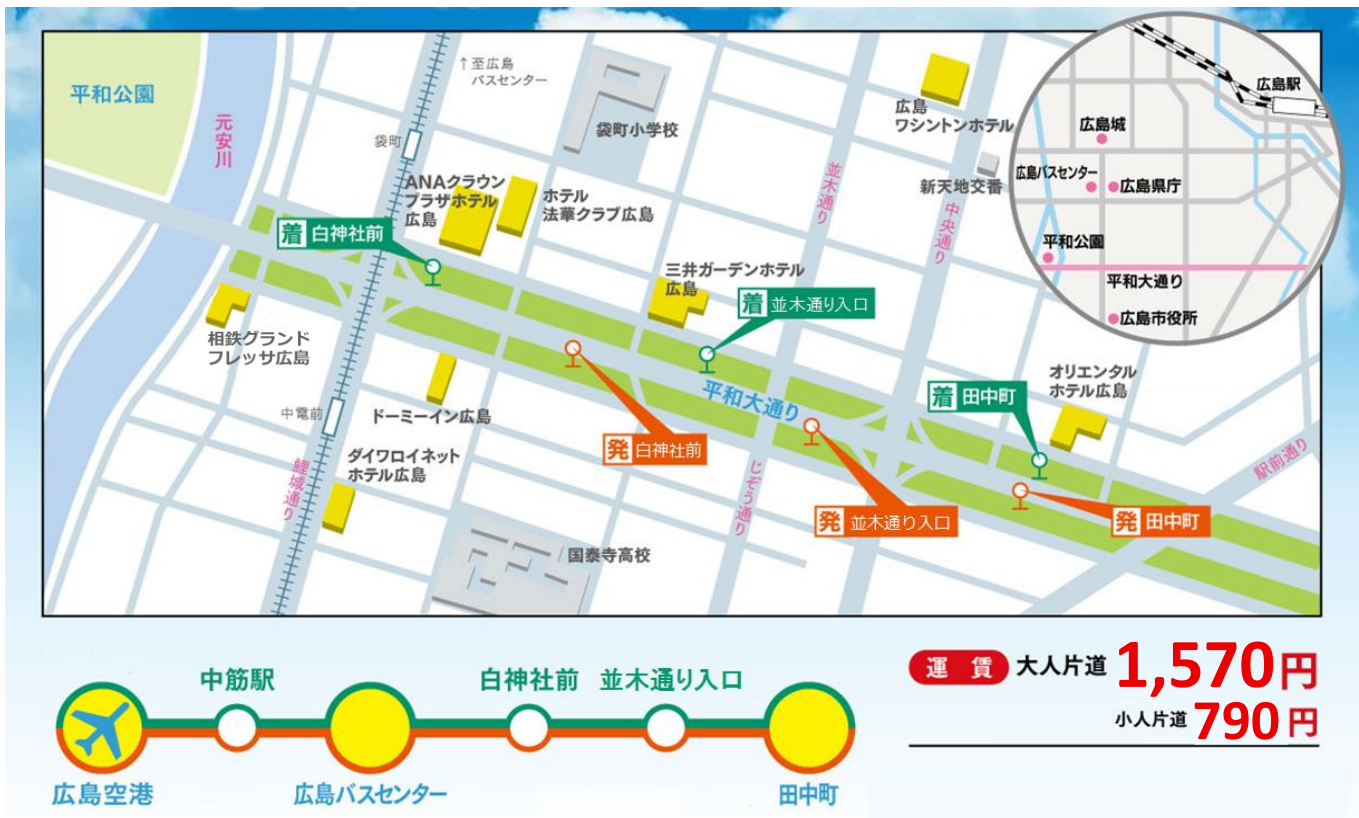 平和公園
元安川
↑至広島
バスセンター
袋町
袋町小学校
広島
ワシントンホテル
新天地交番
並木通り
中央通り
広島駅
広島城
広島バスセンター
広島県庁
平和公園
平和大通り
広島市役所
ANAクラウン
プラザホテル
広島
ホテル
法華クラブ広島
着 白神社前
三井ガーデンホテル
広島
着 並木通り入口
相鉄グランド
フレッサ広島
平和大通り
オリエンタル
ホテル広島
着 田中町
中電前
ドーミーイン広島
発 白神社前
ダイワロイネット
ホテル広島
鯉城通り
じぞう通り
駅前通り
発 並木通り入口
発 田中町
国泰寺高校
中筋駅
白神社前
並木通り入口
広島空港
広島バスセンター
田中町
運賃 大人片道 1,570円
小人片道 790円